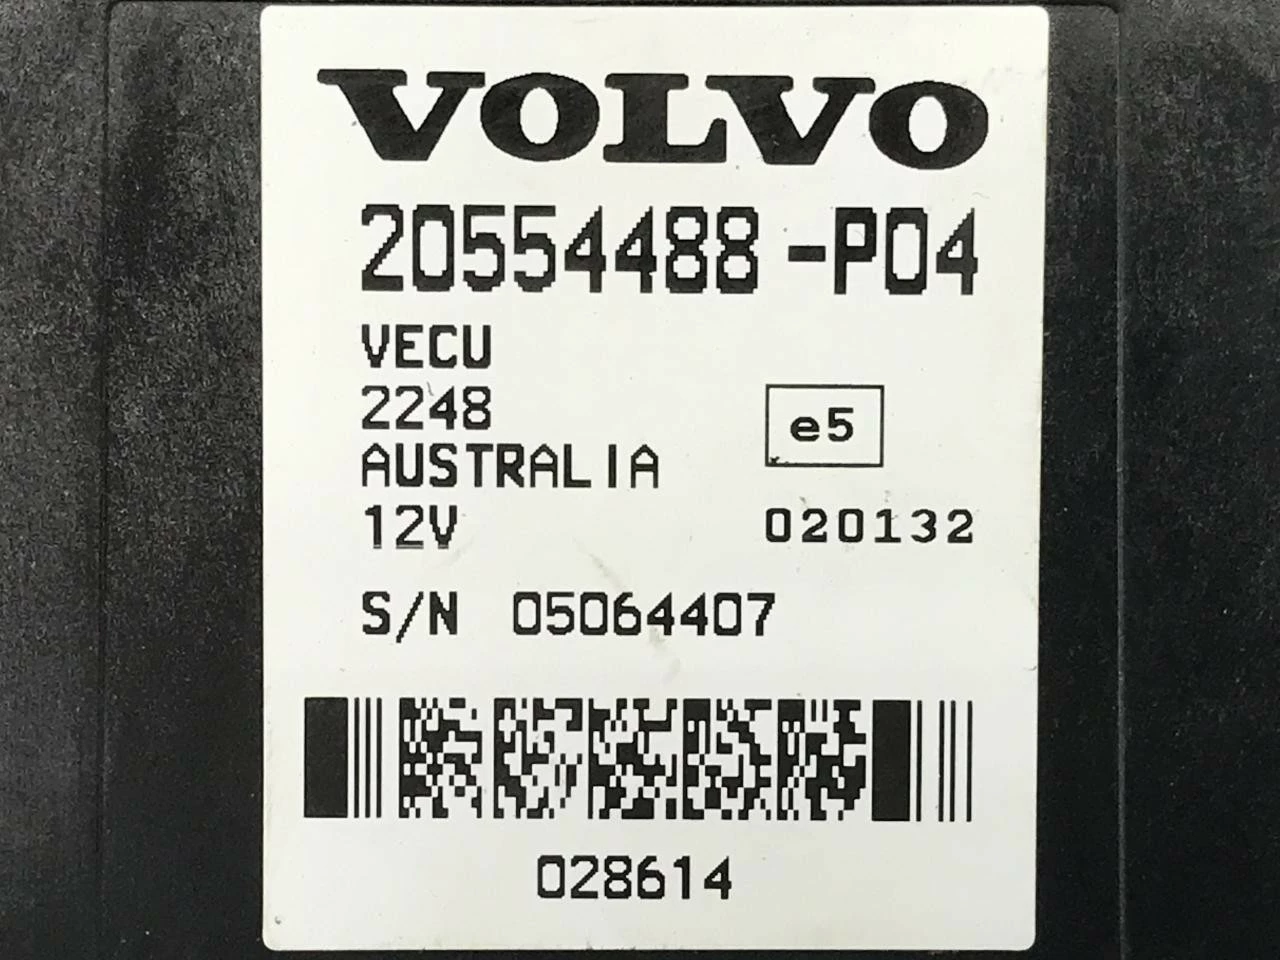 VOLVO
20554488-P04
VECU
2248
AUSTRALIA
12V
e5
020132
S/N 05064407
028614